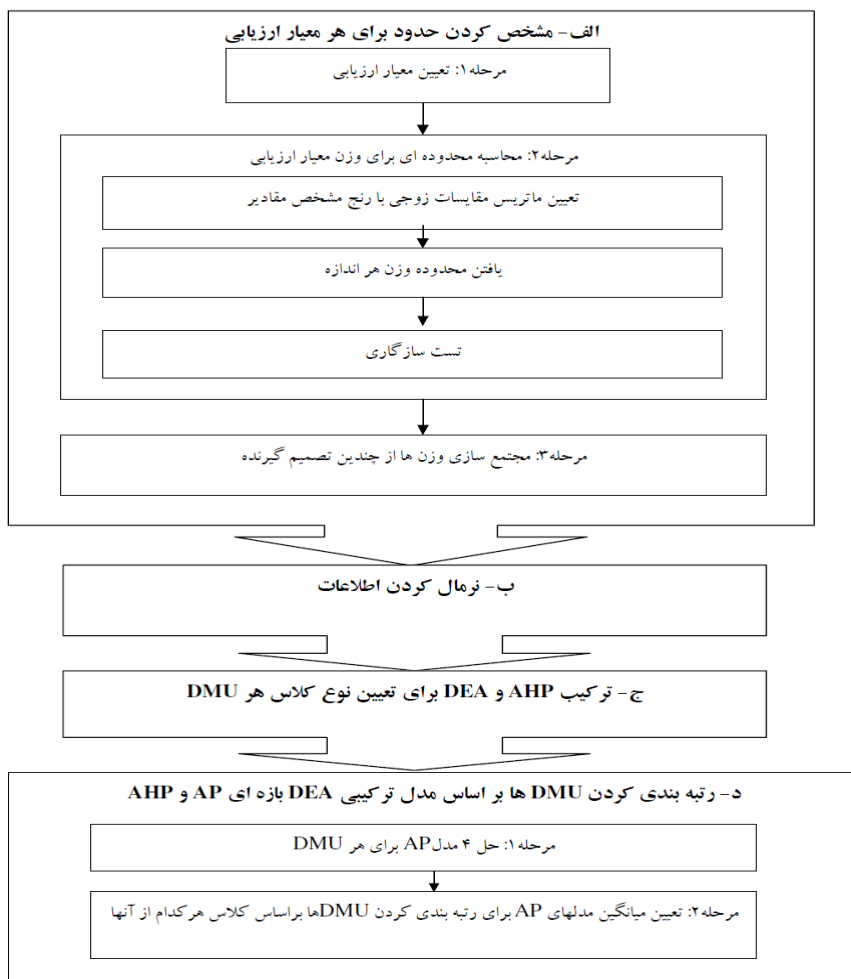 الف- مشخص کردن حدود برای هر معیار ارزیابی
مرحله۱: تعیین معیار ارزیابی
مرحله۲: محاسبه محدوده ای برای وزن معیار ارزیابی
تعیین ماتریس مقایسات زوجی با رنج مشخص مقادیر
یافتن محدوده وزن هر اندازه
تست سازگاری
مرحله۳: مجتمع سازی وزن ها از چندین تصمیم گیرنده
ب- نرمال کردن اطلاعات
ج- ترکیب AHP و DEA برای تعیین نوع کلاس هر DMU
د- رتبه بندی کردن DMU ها بر اساس مدل ترکیبی DEA بازه ای AP و AHP
مرحله۱: حل ۴ مدلAP برای هر DMU
مرحله۲: تعیین میانگین مدلهای AP برای رتبه بندی کردن DMUها براساس کلاس هرکدام از آنها